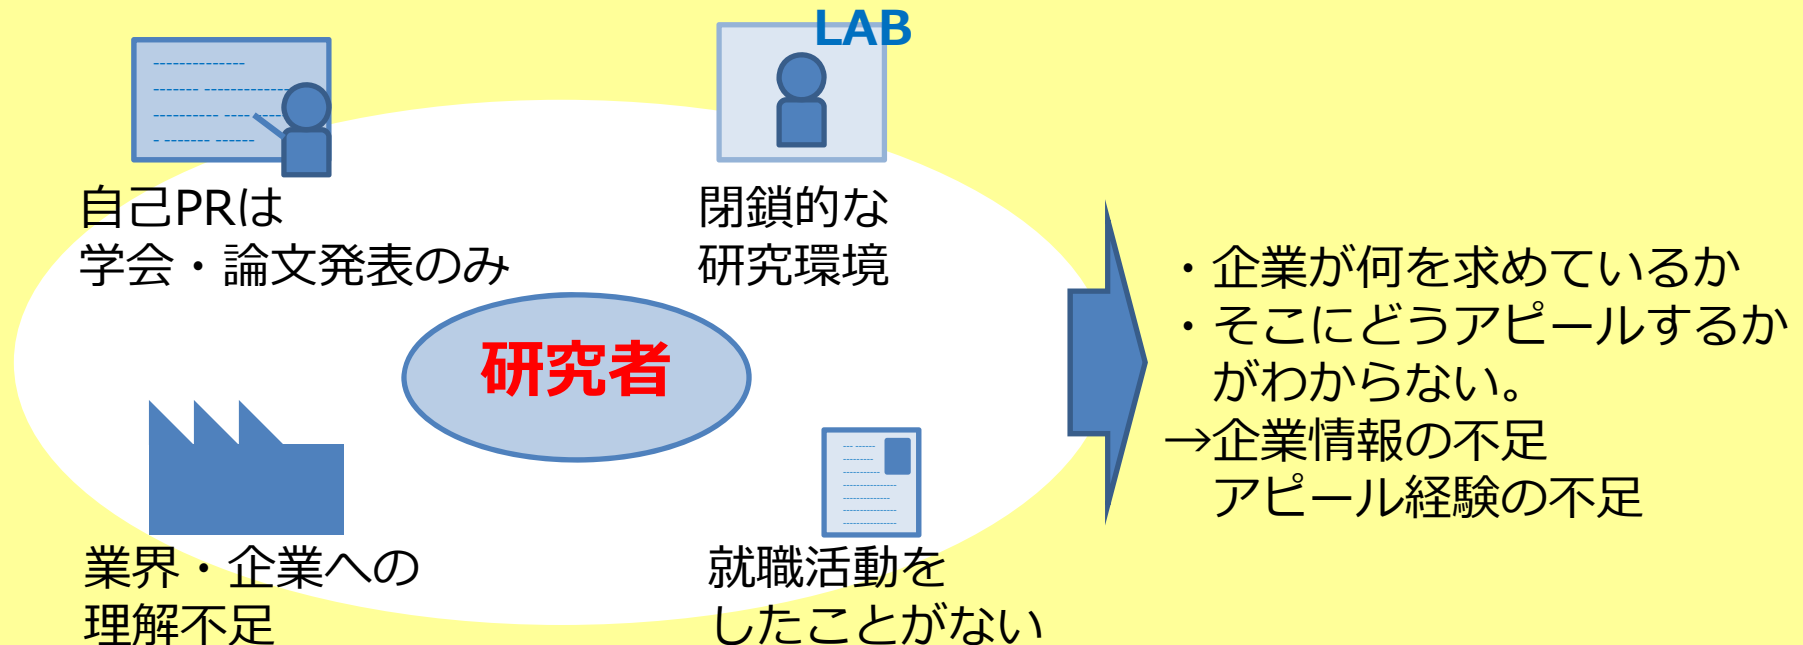 LAB
自己PRは
学会・論文発表のみ
閉鎖的な
研究環境
研究者
業界・企業への
理解不足
就職活動を
したことがない
・企業が何を求めているか
・そこにどうアピールするか
がわからない。
→企業情報の不足
アピール経験の不足